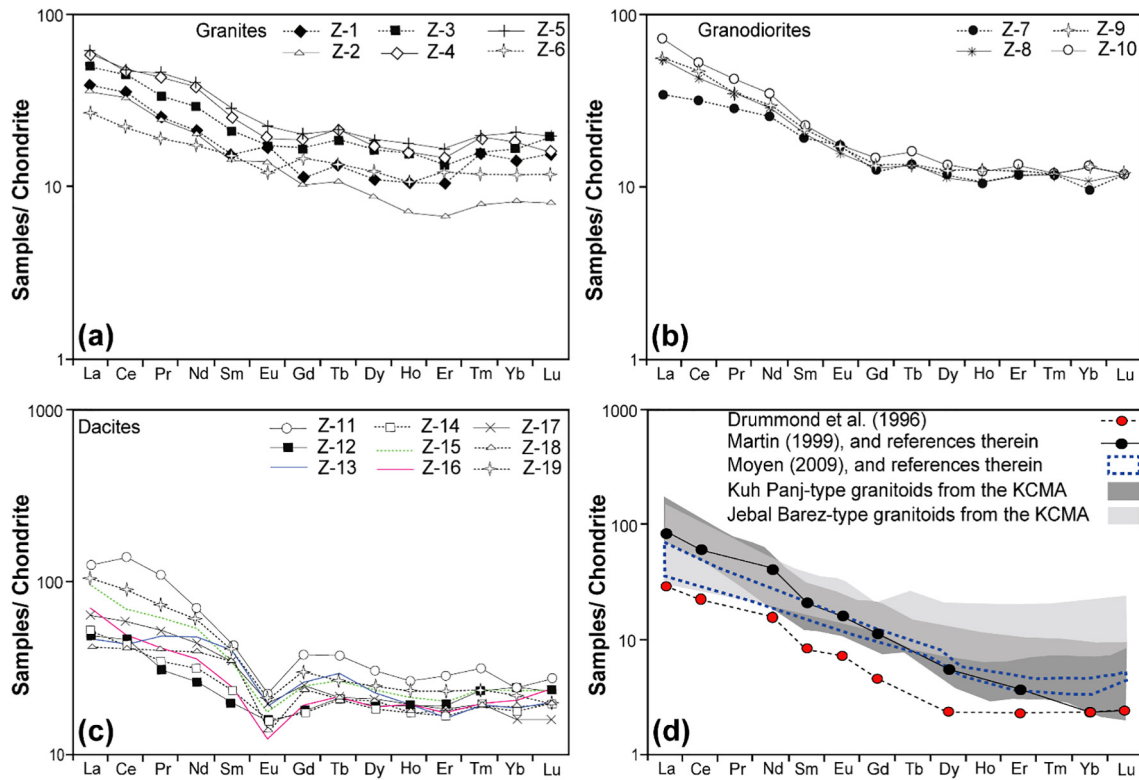 100
Granites
Z-1
Z-3
Z-5
Z-2
Z-4
Z-6
10
1
Samples/ Chondrite
(a)
La Ce Pr Nd Sm Eu Gd Tb Dy Ho Er Tm Yb Lu
100
Granodiorites
Z-7
Z-9
Z-8
Z-10
10
1
Samples/ Chondrite
(b)
La Ce Pr Nd Sm Eu Gd Tb Dy Ho Er Tm Yb Lu
1000
Dacites
Z-11
Z-14
Z-17
Z-12
Z-15
Z-18
Z-13
Z-16
Z-19
100
10
Samples/ Chondrite
(c)
La Ce Pr Nd Sm Eu Gd Tb Dy Ho Er Tm Yb Lu
1000
Drummond et al. (1996)
Martin (1999), and references therein
Moyen (2009), and references therein
Kuh Panj-type granitoids from the KCMA
Jebal Barez-type granitoids from the KCMA
100
10
1
Samples/ Chondrite
(d)
La Ce Pr Nd Sm Eu Gd Tb Dy Ho Er Tm Yb Lu